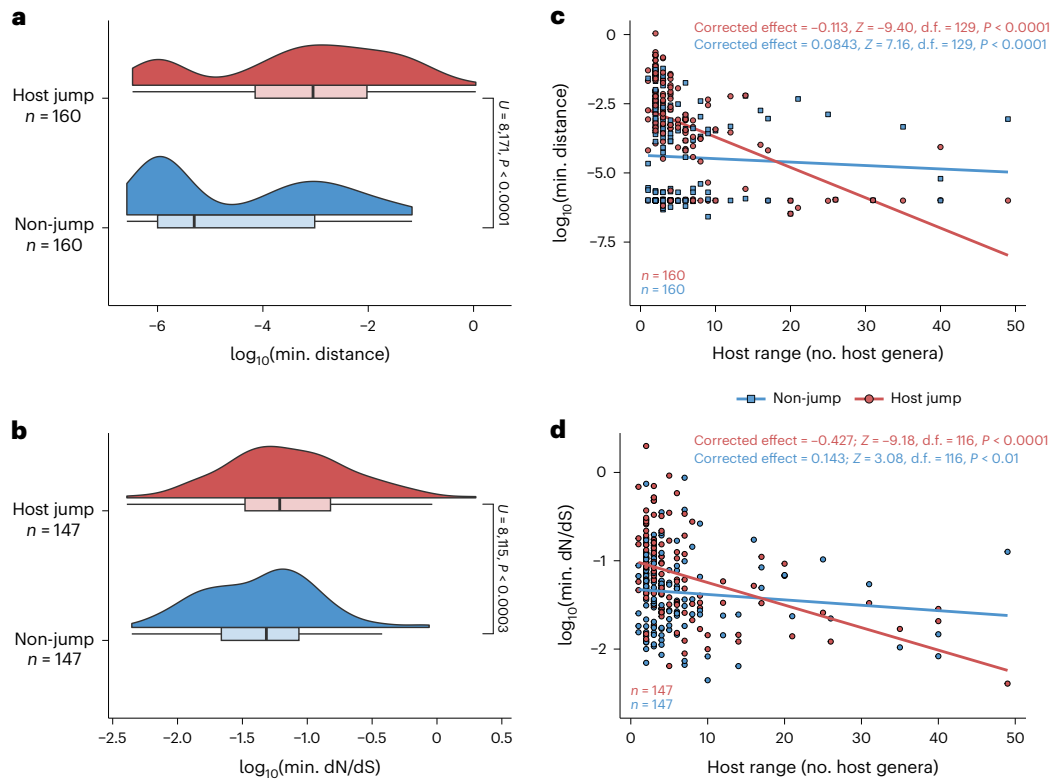 a
Host jump
n = 160
Non-jump
n = 160
U = 8,171; P < 0.0001
−6
−4
−2
0
log10(min. distance)
b
Host jump
n = 147
Non-jump
n = 147
U = 8,115, P < 0.0003
−2.5
−2.0
−1.5
−1.0
−0.5
0
0.5
log10(min. dN/dS)
c
Corrected effect = −0.113, Z = −9.40, d.f. = 129, P < 0.0001
Corrected effect = 0.0843, Z = 7.16, d.f. = 129, P < 0.0001
0
−2.5
−5.0
−7.5
log10(min. distance)
n = 160
n = 160
0
10
20
30
40
50
Host range (no. host genera)
Non-jump
Host jump
d
Corrected effect = −0.427; Z = −9.18, d.f. = 116, P < 0.0001
Corrected effect = 0.143; Z = 3.08, d.f. = 116, P < 0.01
0
−1
−2
log10(min. dN/dS)
n = 147
n = 147
0
10
20
30
40
50
Host range (no. host genera)